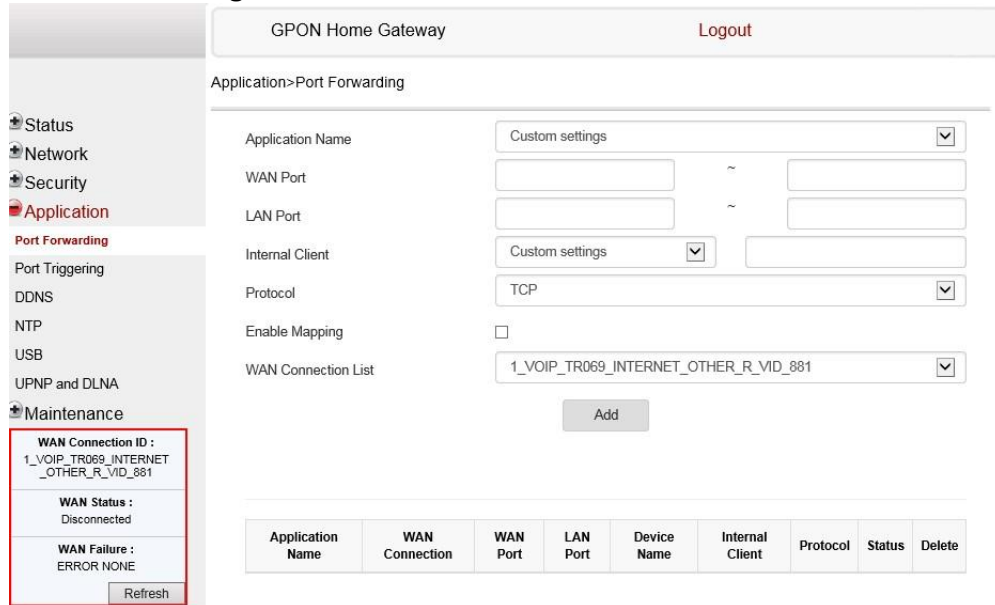 GPON Home Gateway
Logout
Application>Port Forwarding
Status
Network
Security
Application
Port Forwarding
Port Triggering
DDNS
NTP
USB
UPNP and DLNA
Maintenance
WAN Connection ID :
1_VOIP_TR069_INTERNET
_OTHER_R_VID_881
WAN Status :
Disconnected
WAN Failure :
ERROR NONE
Refresh
Application Name Custom settings
WAN Port ~
LAN Port ~
Internal Client Custom settings
Protocol TCP
Enable Mapping
WAN Connection List 1_VOIP_TR069_INTERNET_OTHER_R_VID_881
Add
Application Name WAN Connection WAN Port LAN Port Device Name Internal Client Protocol Status Delete